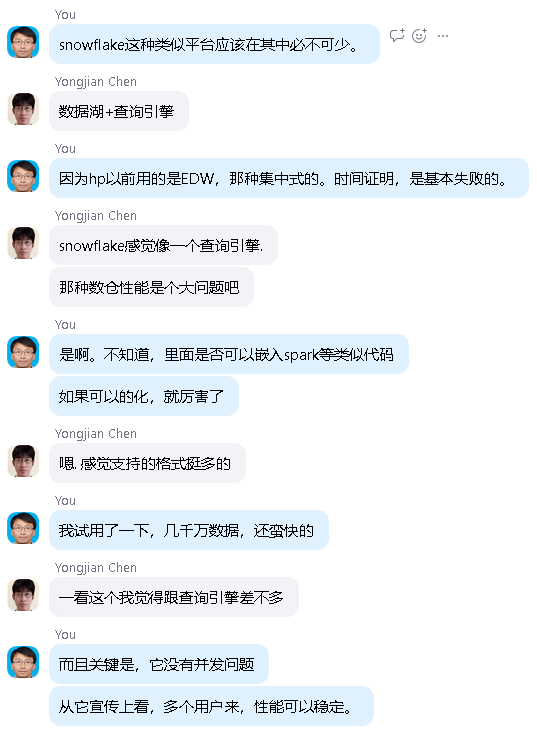 You
snowflake这种类似平台应该在其中必不可少。
Yongjian Chen
数据湖+查询引擎
You
因为hp以前用的是EDW，那种集中式的。时间证明，是基本失败的。
Yongjian Chen
snowflake感觉像一个查询引擎.
那种数仓性能是个大问题吧
You
是啊。不知道，里面是否可以嵌入spark等类似代码
如果可以的化，就厉害了
Yongjian Chen
嗯. 感觉支持的格式挺多的
You
我试用了一下，几千万数据，还蛮快的
Yongjian Chen
一看这个我觉得跟查询引擎差不多
You
而且关键是，它没有并发问题
从它宣传上看，多个用户来，性能可以稳定。